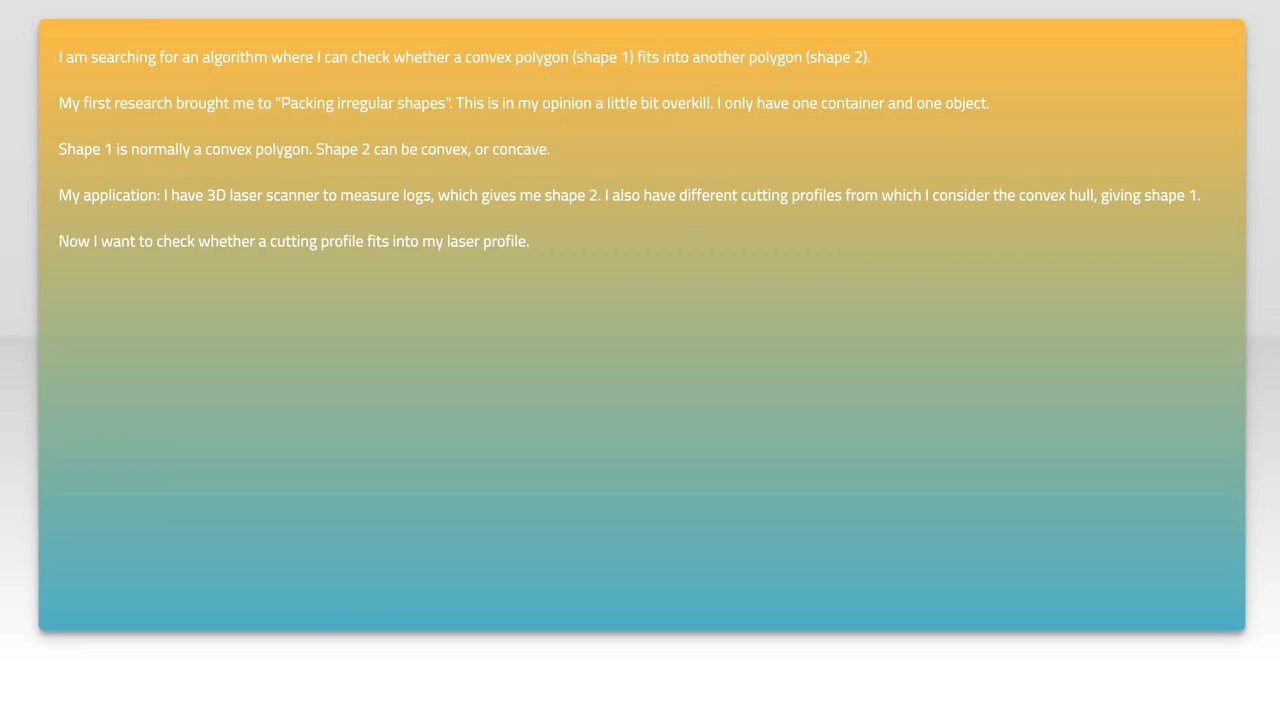 I am searching for an algorithm where I can check whether a convex polygon (shape 1) fits into another polygon (shape 2).
My first research brought me to "Packing irregular shapes". This is in my opinion a little bit overkill. I only have one container and one object.
Shape 1 is normally a convex polygon. Shape 2 can be convex, or concave.
My application: I have 3D laser scanner to measure logs, which gives me shape 2. I also have different cutting profiles from which I consider the convex hull, giving shape 1.
Now I want to check whether a cutting profile fits into my laser profile.